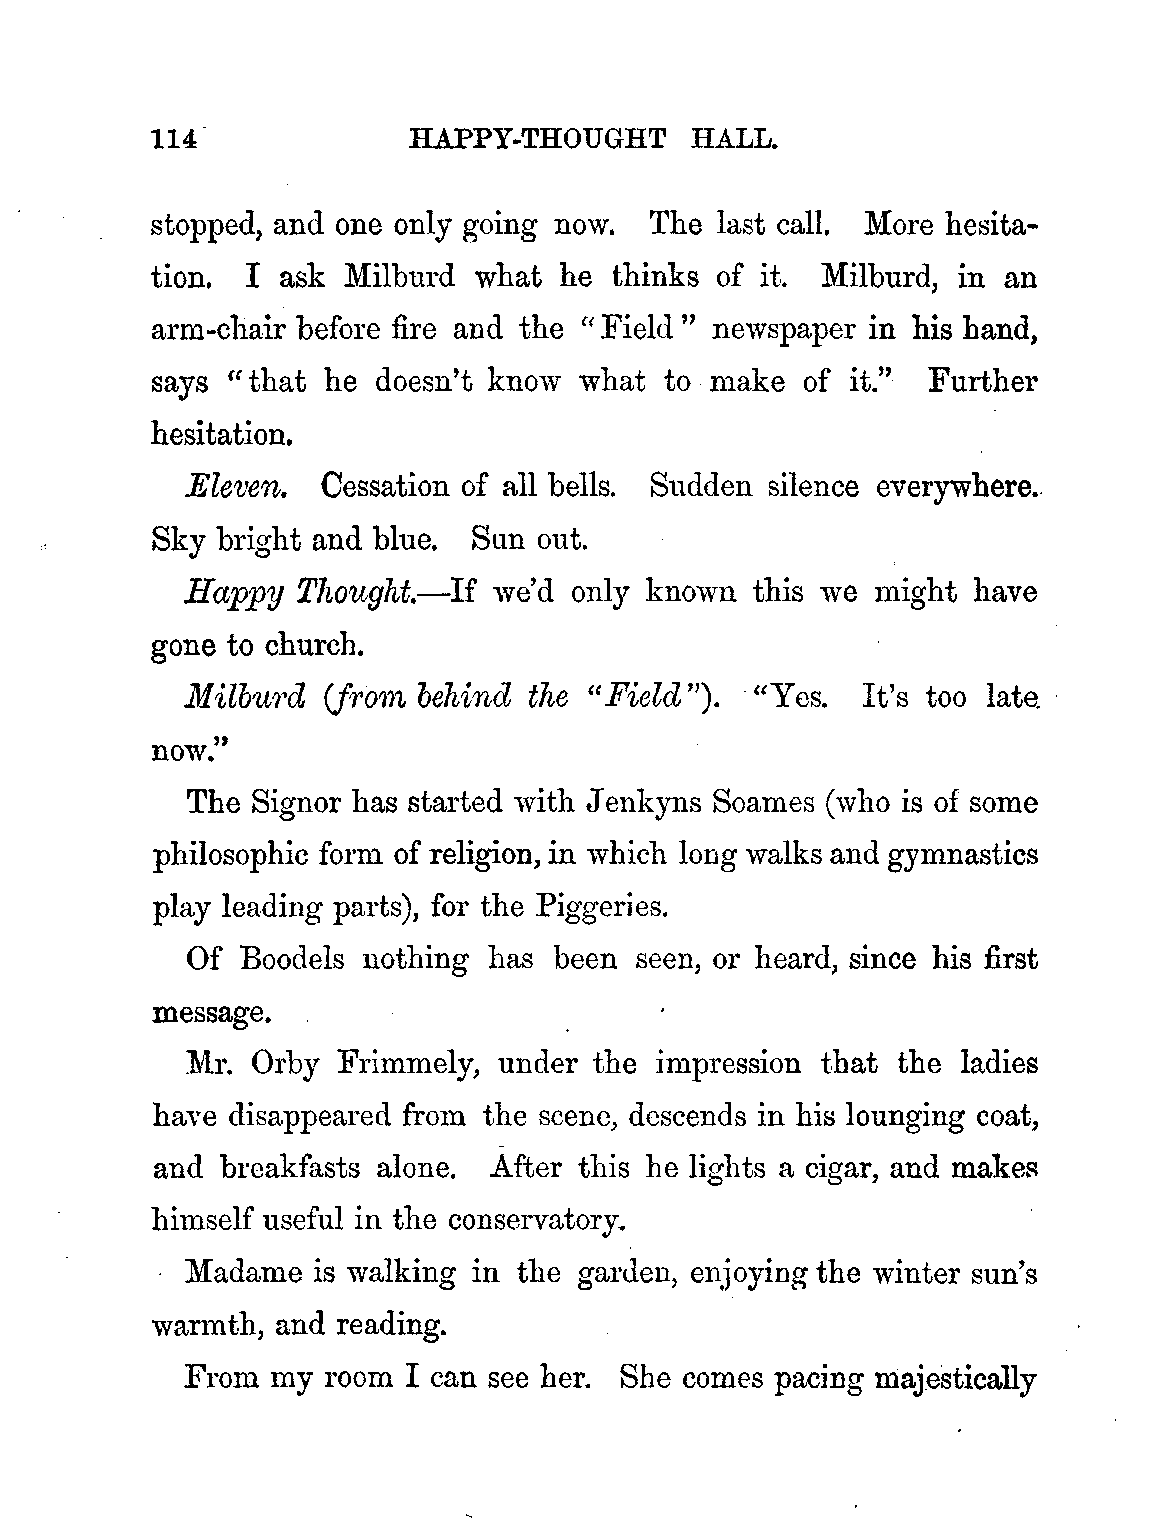 114 HAPPY-THOUGHT HALL.
stopped, and one only going now. The last call. More hesita-
tion. I ask Milburd what he thinks of it. Milburd, in an
arm-chair before fire and the "Field" newspaper in his hand,
says "that he doesn't know what to make of it." Further
hesitation.
Eleven. Cessation of all bells. Sudden silence everywhere.
Sky bright and blue. Sun out.
Happy Thought.—If we'd only known this we might have
gone to church.
Milburd (from behind the "Field"). "Yes. It's too late
now."
The Signor has started with Jenkyns Soames (who is of some
philosophic form of religion, in which long walks and gymnastics
play leading parts), for the Piggeries.
Of Boodels nothing has been seen, or heard, since his first
message.
Mr. Orby Frimmely, under the impression that the ladies
have disappeared from the scene, descends in his lounging coat,
and breakfasts alone. After this he lights a cigar, and makes
himself useful in the conservatory.
Madame is walking in the garden, enjoying the winter sun's
warmth, and reading.
From my room I can see her. She comes pacing majestically